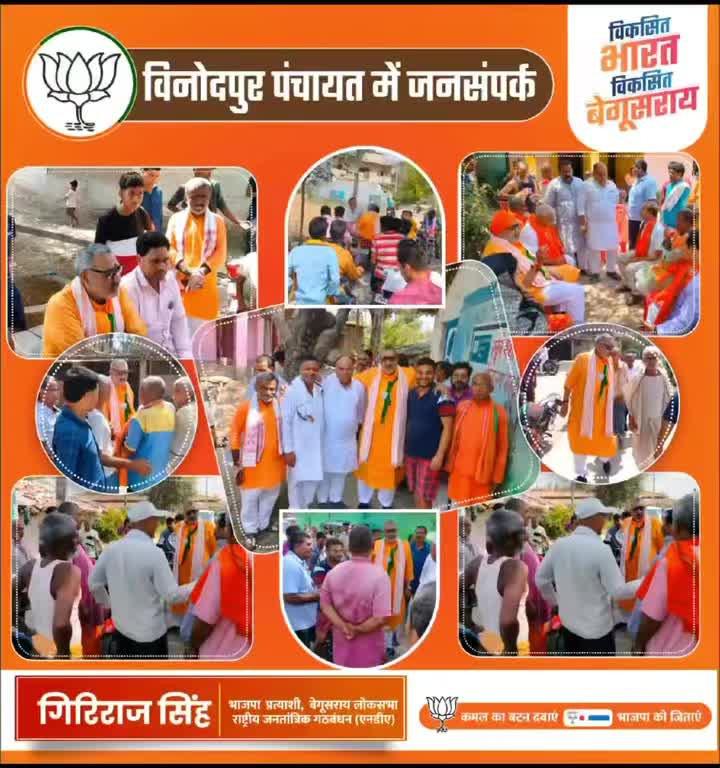 विनोदपुर पंचायत में जनसंपर्क
विकसित
भारत
विकसित
बेगूसराय
गिरिराज सिंह
भाजपा प्रत्याशी, बेगूसराय लोकसभा
राष्ट्रीय जनतांत्रिक गठबंधन (एनडीए)
कमल का बटन दबाएं
भाजपा को जिताएं